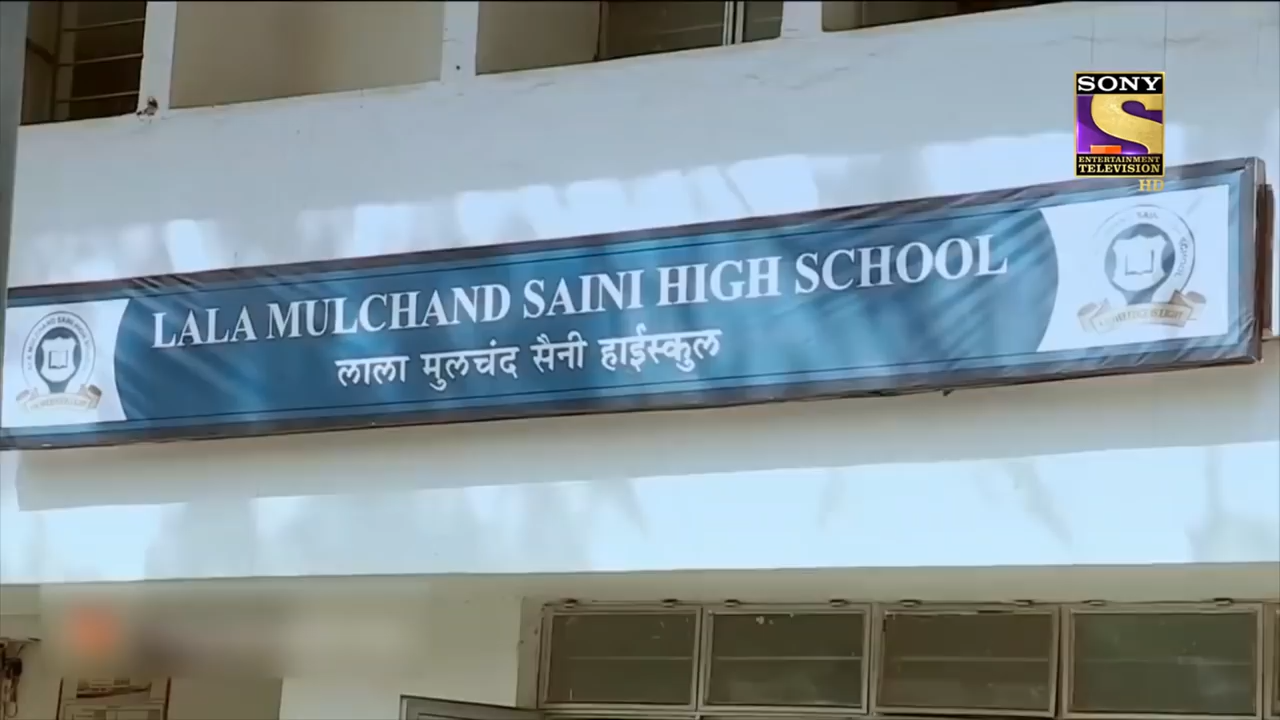 SONY
ENTERTAINMENT
TELEVISION
HD
LALA MULCHAND SAINI HIGH SCHOOL
लाला मुलचंद सैनी हाईस्कुल